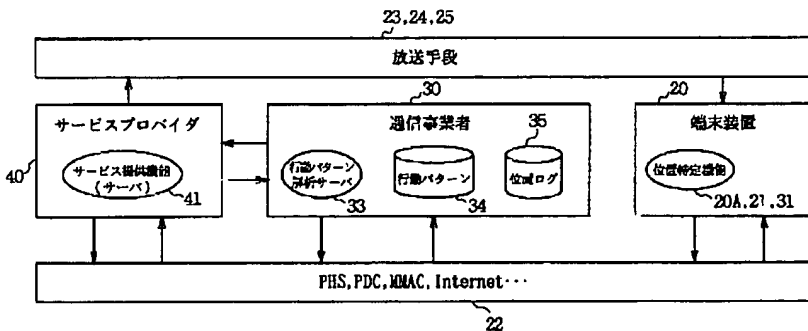 23,24,25
放送手段
30
20
サービスプロバイダ
通信事業者
35
端末装置
40
サービス提供機能
(サーバ)
41
行動パターン
解析サーバ
33
行動パターン
34
位置ログ
位置特定機能
20A,21,31
PHS,PDC,MMAC,Internet···
22